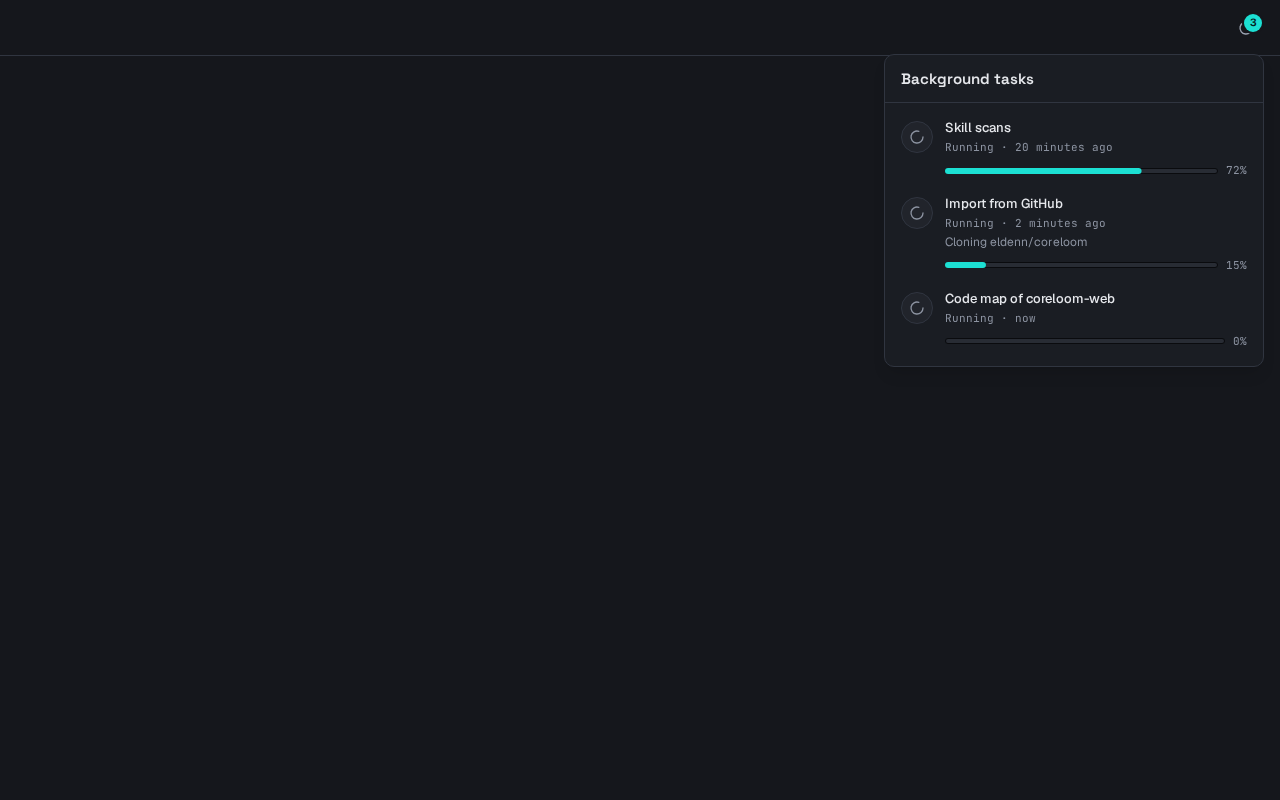 3
Background tasks
Skill scans
Running · 20 minutes ago
72%
Import from GitHub
Running · 2 minutes ago
Cloning eldenn/coreloom
15%
Code map of coreloom-web
Running · now
0%